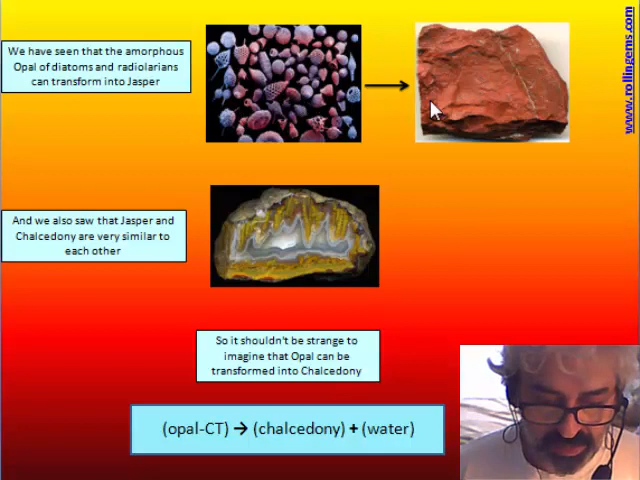 We have seen that the amorphous
Opal of diatoms and radiolarians
can transform into Jasper
www.rollingems.com
And we also saw that Jasper and
Chalcedony are very similar to
each other
So it shouldn't be strange to
imagine that Opal can be
transformed into Chalcedony
(opal-CT) → (chalcedony) + (water)